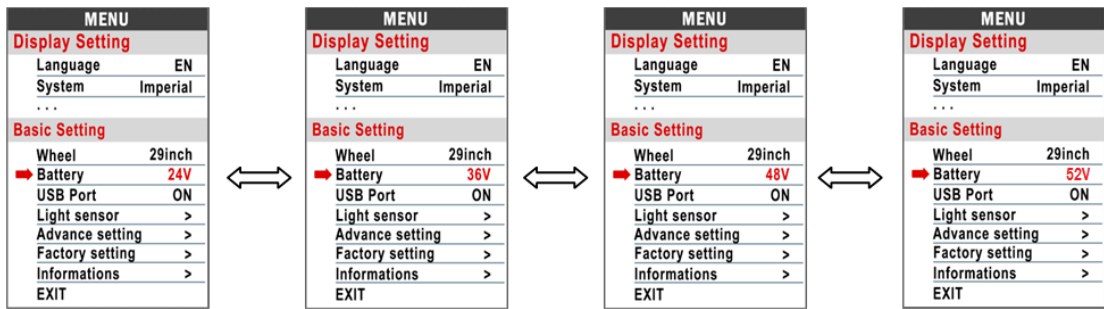 MENU
Display Setting
Language EN
System Imperial
. . .
Basic Setting
Wheel 29inch
Battery 24V
USB Port ON
Light sensor >
Advance setting >
Factory setting >
Informations >
EXIT
MENU
Display Setting
Language EN
System Imperial
. . .
Basic Setting
Wheel 29inch
Battery 36V
USB Port ON
Light sensor >
Advance setting >
Factory setting >
Informations >
EXIT
MENU
Display Setting
Language EN
System Imperial
. . .
Basic Setting
Wheel 29inch
Battery 48V
USB Port ON
Light sensor >
Advance setting >
Factory setting >
Informations >
EXIT
MENU
Display Setting
Language EN
System Imperial
. . .
Basic Setting
Wheel 29inch
Battery 52V
USB Port ON
Light sensor >
Advance setting >
Factory setting >
Informations >
EXIT